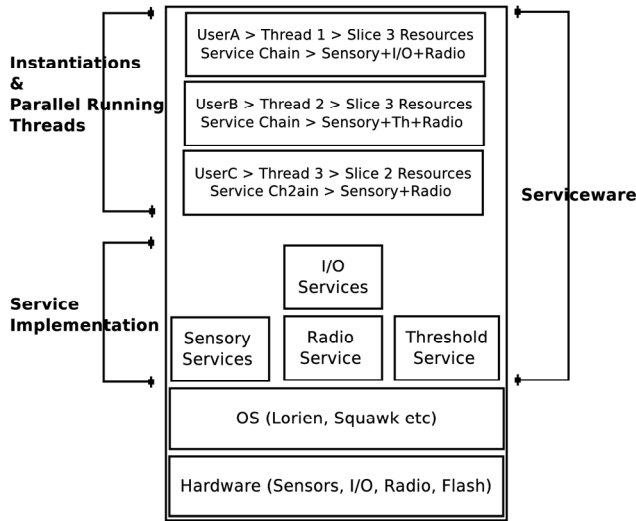 UserA > Thread 1 > Slice 3 Resources
Service Chain > Sensory+I/O+Radio
Instantiations
&
Parallel Running
Threads
UserB > Thread 2 > Slice 3 Resources
Service Chain > Sensory+Th+Radio
UserC > Thread 3 > Slice 2 Resources
Service Ch2ain > Sensory+Radio
Serviceware
I/O
Services
Service
Implementation
Sensory
Services
Radio
Service
Threshold
Service
OS (Lorien, Squawk etc)
Hardware (Sensors, I/O, Radio, Flash)